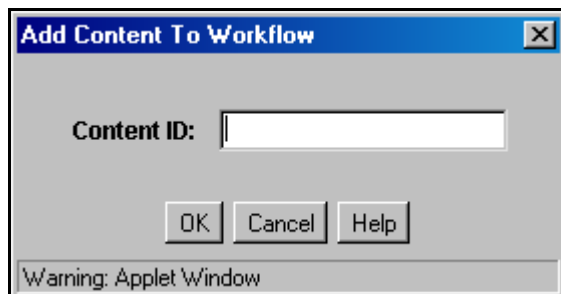 Add Content To Workflow
Content ID:
OK Cancel Help
Warning: Applet Window